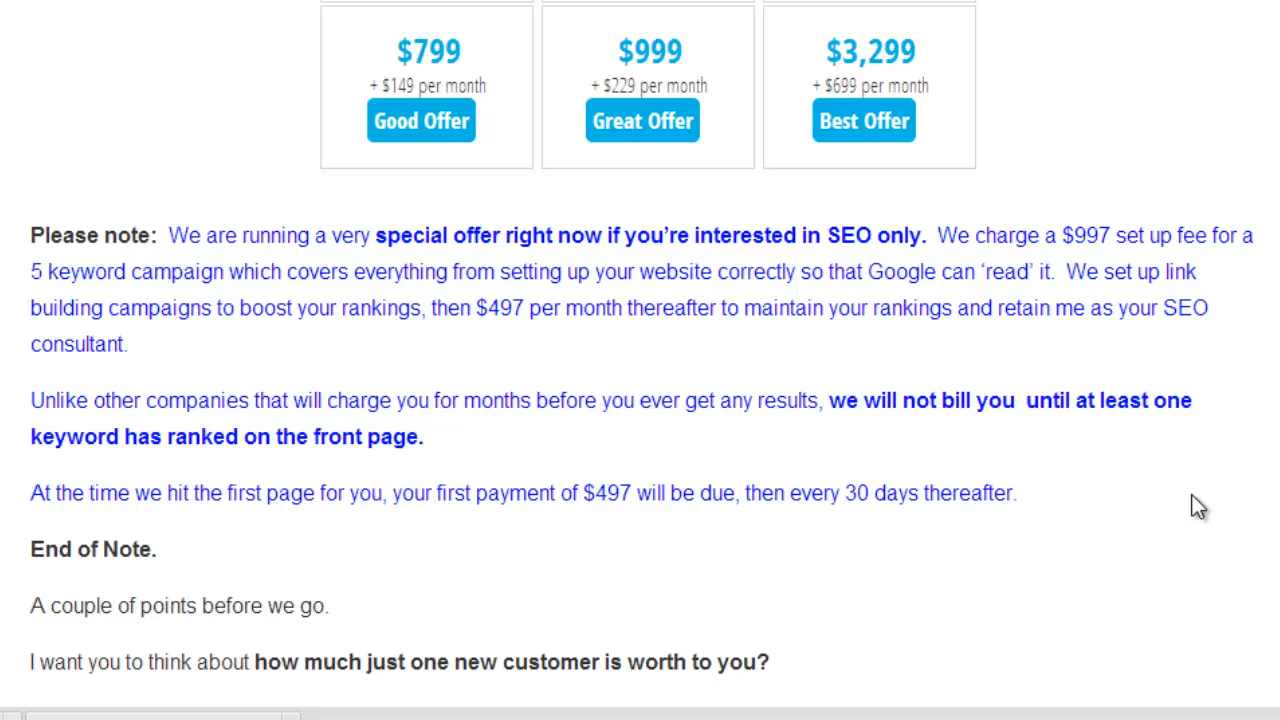 $799
+ $149 per month
Good Offer
$999
+ $229 per month
Great Offer
$3,299
+ $699 per month
Best Offer
Please note:  We are running a very special offer right now if you’re interested in SEO only.  We charge a $997 set up fee for a
5 keyword campaign which covers everything from setting up your website correctly so that Google can ‘read’ it.  We set up link
building campaigns to boost your rankings, then $497 per month thereafter to maintain your rankings and retain me as your SEO
consultant.
Unlike other companies that will charge you for months before you ever get any results, we will not bill you  until at least one
keyword has ranked on the front page.
At the time we hit the first page for you, your first payment of $497 will be due, then every 30 days thereafter.
End of Note.
A couple of points before we go.
I want you to think about how much just one new customer is worth to you?